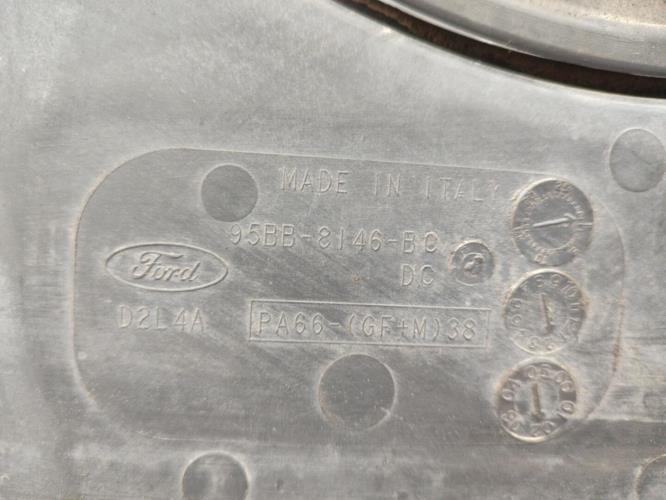 MADE IN ITALY
95BB-8146-BC
DC
Ford
D2L4A
PA66-(GF+M)38